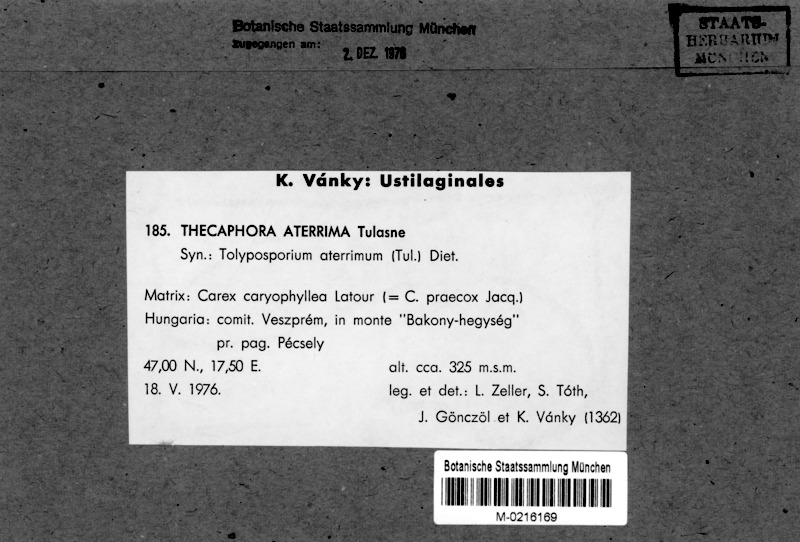 Botanische Staatssammlung München
Zugegangen am:
2. DEZ. 1978
STAATS-
HERBARIUM
MÜNCHEN
K. Vánky: Ustilaginales
185. THECAPHORA ATERRIMA Tulasne
Syn.: Tolyposporium aterrimum (Tul.) Diet.
Matrix: Carex caryophyllea Latour (= C. praecox Jacq.)
Hungaria: comit. Veszprém, in monte "Bakony-hegység"
pr. pag. Pécsely
47,00 N., 17,50 E. alt. cca. 325 m.s.m.
18. V. 1976. leg. et det.: L. Zeller, S. Tóth,
J. Gönczöl et K. Vánky (1362)
Botanische Staatssammlung München
M-0216169